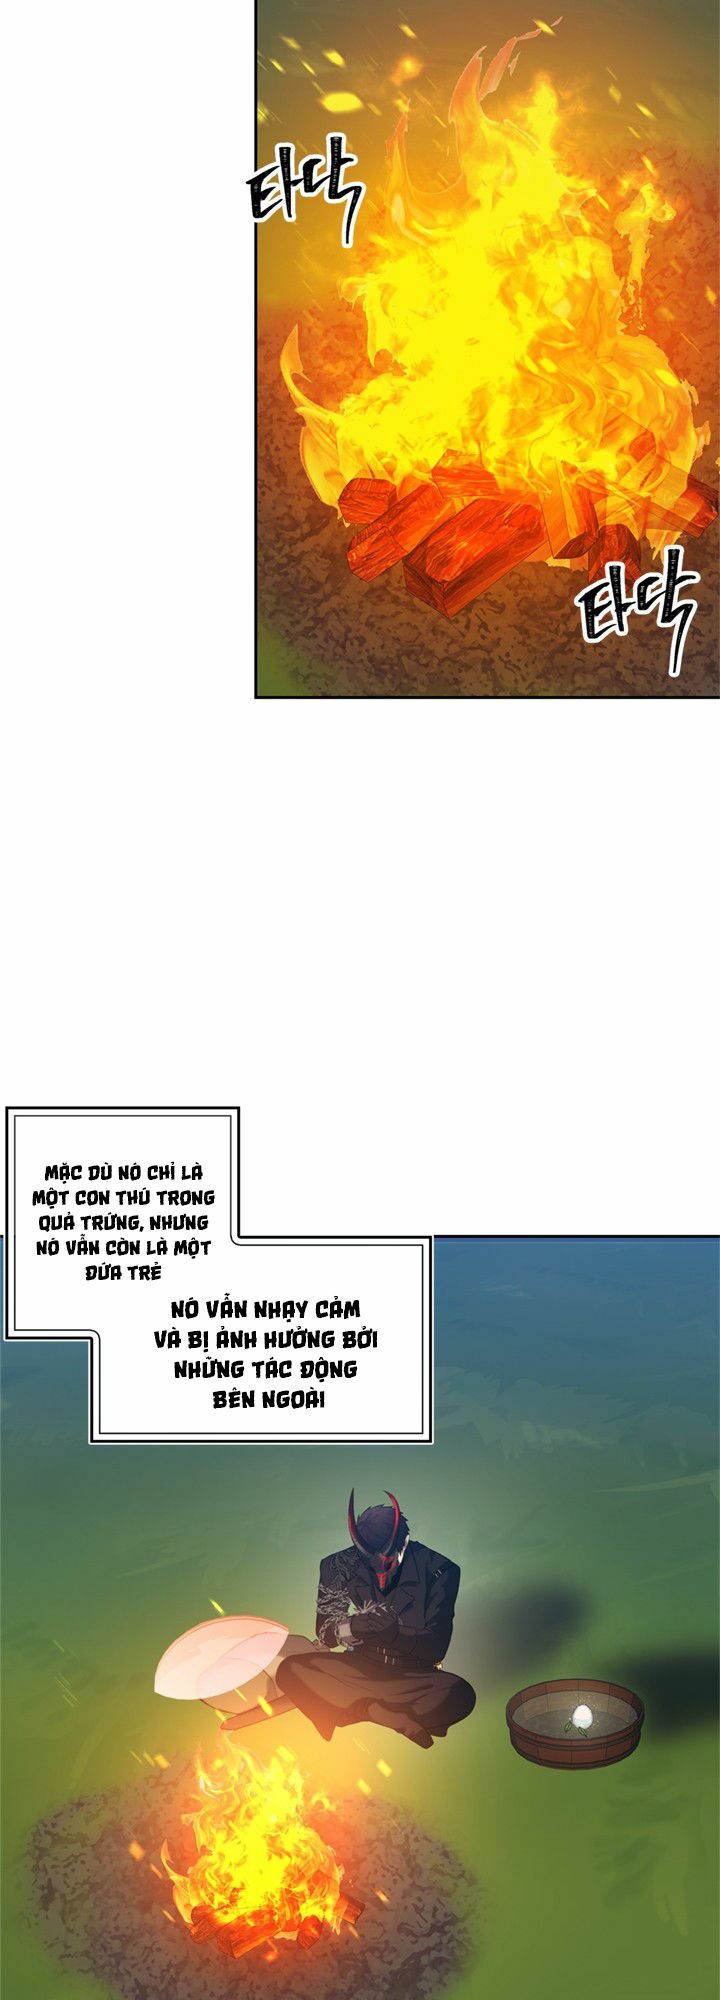 타닥
타닥
MẶC DÙ NÓ CHỈ LÀ
MỘT CON THÚ TRONG
QUẢ TRỨNG, NHƯNG
NÓ VẪN CÒN LÀ MỘT
ĐỨA TRẺ
NÓ VẪN NHẠY CẢM
VÀ BỊ ẢNH HƯỞNG BỞI
NHỮNG TÁC ĐỘNG
BÊN NGOÀI